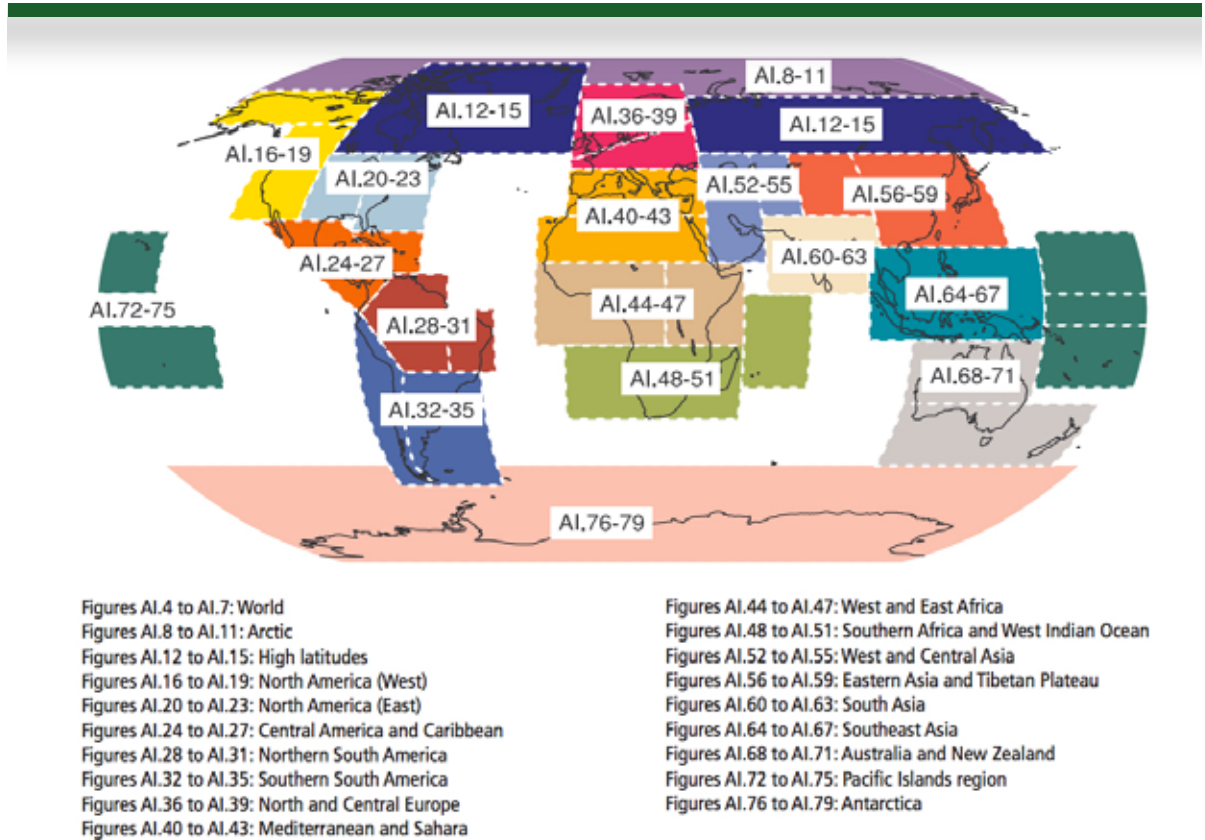 AI.8-11
AI.12-15
AI.36-39
AI.12-15
AI.16-19
AI.20-23
AI.52-55
AI.56-59
AI.40-43
AI.24-27
AI.60-63
AI.72-75
AI.28-31
AI.44-47
AI.64-67
AI.48-51
AI.68-71
AI.32-35
AI.76-79
Figures AI.4 to AI.7: World
Figures AI.8 to AI.11: Arctic
Figures AI.12 to AI.15: High latitudes
Figures AI.16 to AI.19: North America (West)
Figures AI.20 to AI.23: North America (East)
Figures AI.24 to AI.27: Central America and Caribbean
Figures AI.28 to AI.31: Northern South America
Figures AI.32 to AI.35: Southern South America
Figures AI.36 to AI.39: North and Central Europe
Figures AI.40 to AI.43: Mediterranean and Sahara
Figures AI.44 to AI.47: West and East Africa
Figures AI.48 to AI.51: Southern Africa and West Indian Ocean
Figures AI.52 to AI.55: West and Central Asia
Figures AI.56 to AI.59: Eastern Asia and Tibetan Plateau
Figures AI.60 to AI.63: South Asia
Figures AI.64 to AI.67: Southeast Asia
Figures AI.68 to AI.71: Australia and New Zealand
Figures AI.72 to AI.75: Pacific Islands region
Figures AI.76 to AI.79: Antarctica